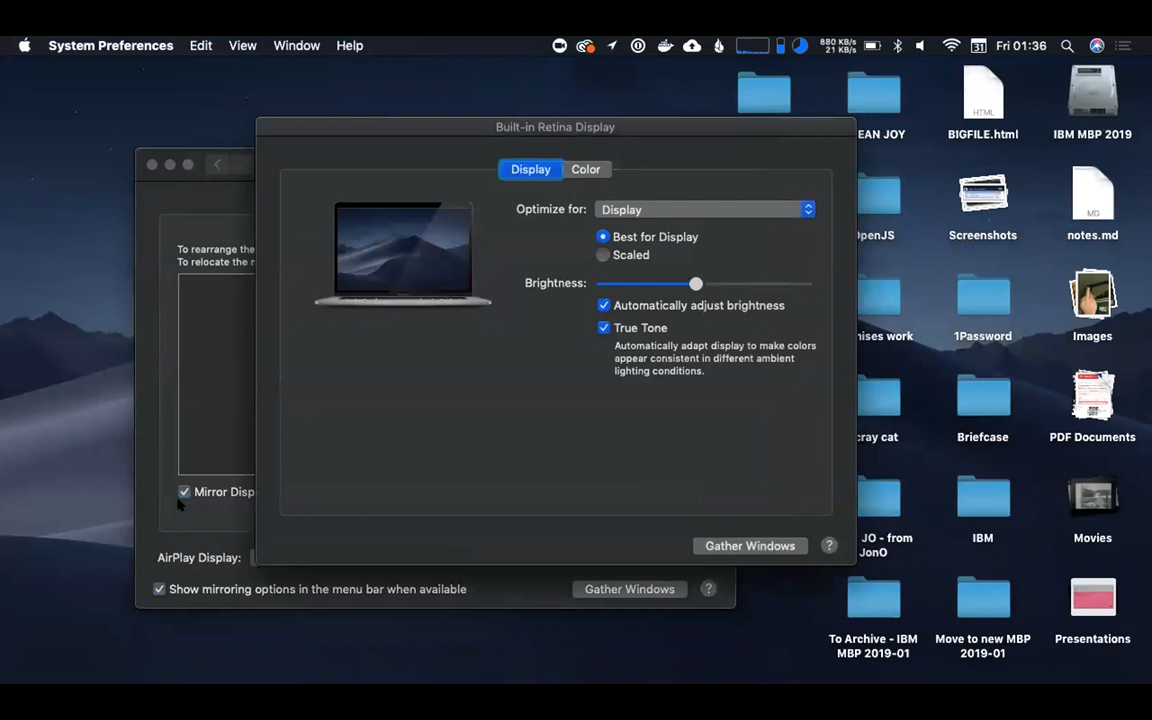 System Preferences Edit View Window Help
880 KB/s
21 KB/s
31 Fri 01:36
EAN JOY
HTML
BIGFILE.html
IBM MBP 2019
Built-in Retina Display
Display Color
Optimize for: Display
Best for Display
Scaled
Brightness:
Automatically adjust brightness
True Tone
Automatically adapt display to make colors
appear consistent in different ambient
lighting conditions.
Gather Windows ?
To rearrange the
To relocate the
Mirror Disp
AirPlay Display:
Show mirroring options in the menu bar when available
Gather Windows ?
OpenJS
Screenshots
MD
notes.md
nises work
1Password
Images
cray cat
Briefcase
PDF Documents
JO - from
JonO
IBM
Movies
To Archive - IBM
MBP 2019-01
Move to new MBP
2019-01
Presentations